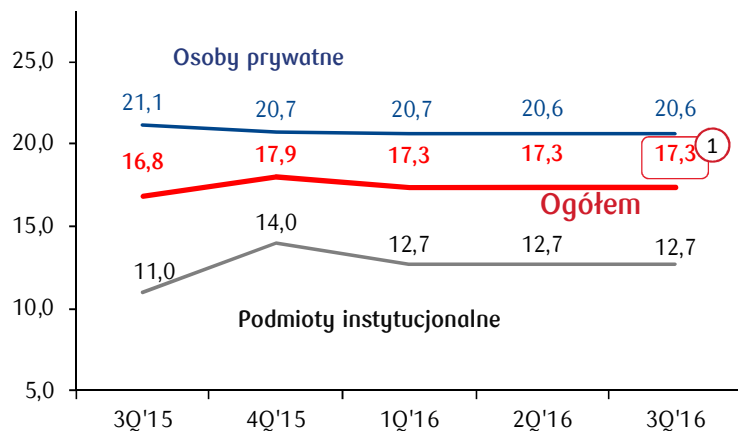 25,0
Osoby prywatne
21,1 20,7 20,7 20,6 20,6
20,0
1
16,8 17,9 17,3 17,3 17,3
Ogółem
15,0
14,0
12,7 12,7 12,7
11,0
10,0
Podmioty instytucjonalne
5,0
3Q'15 4Q'15 1Q'16 2Q'16 3Q'16